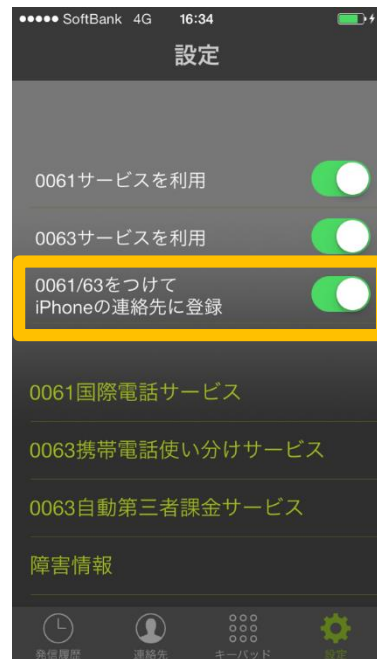 SoftBank 4G 16:34
設定
0061サービスを利用
0063サービスを利用
0061/63をつけて
iPhoneの連絡先に登録
0061国際電話サービス
0063携帯電話使い分けサービス
0063自動第三者課金サービス
障害情報
発信履歴 連絡先 キーパッド 設定